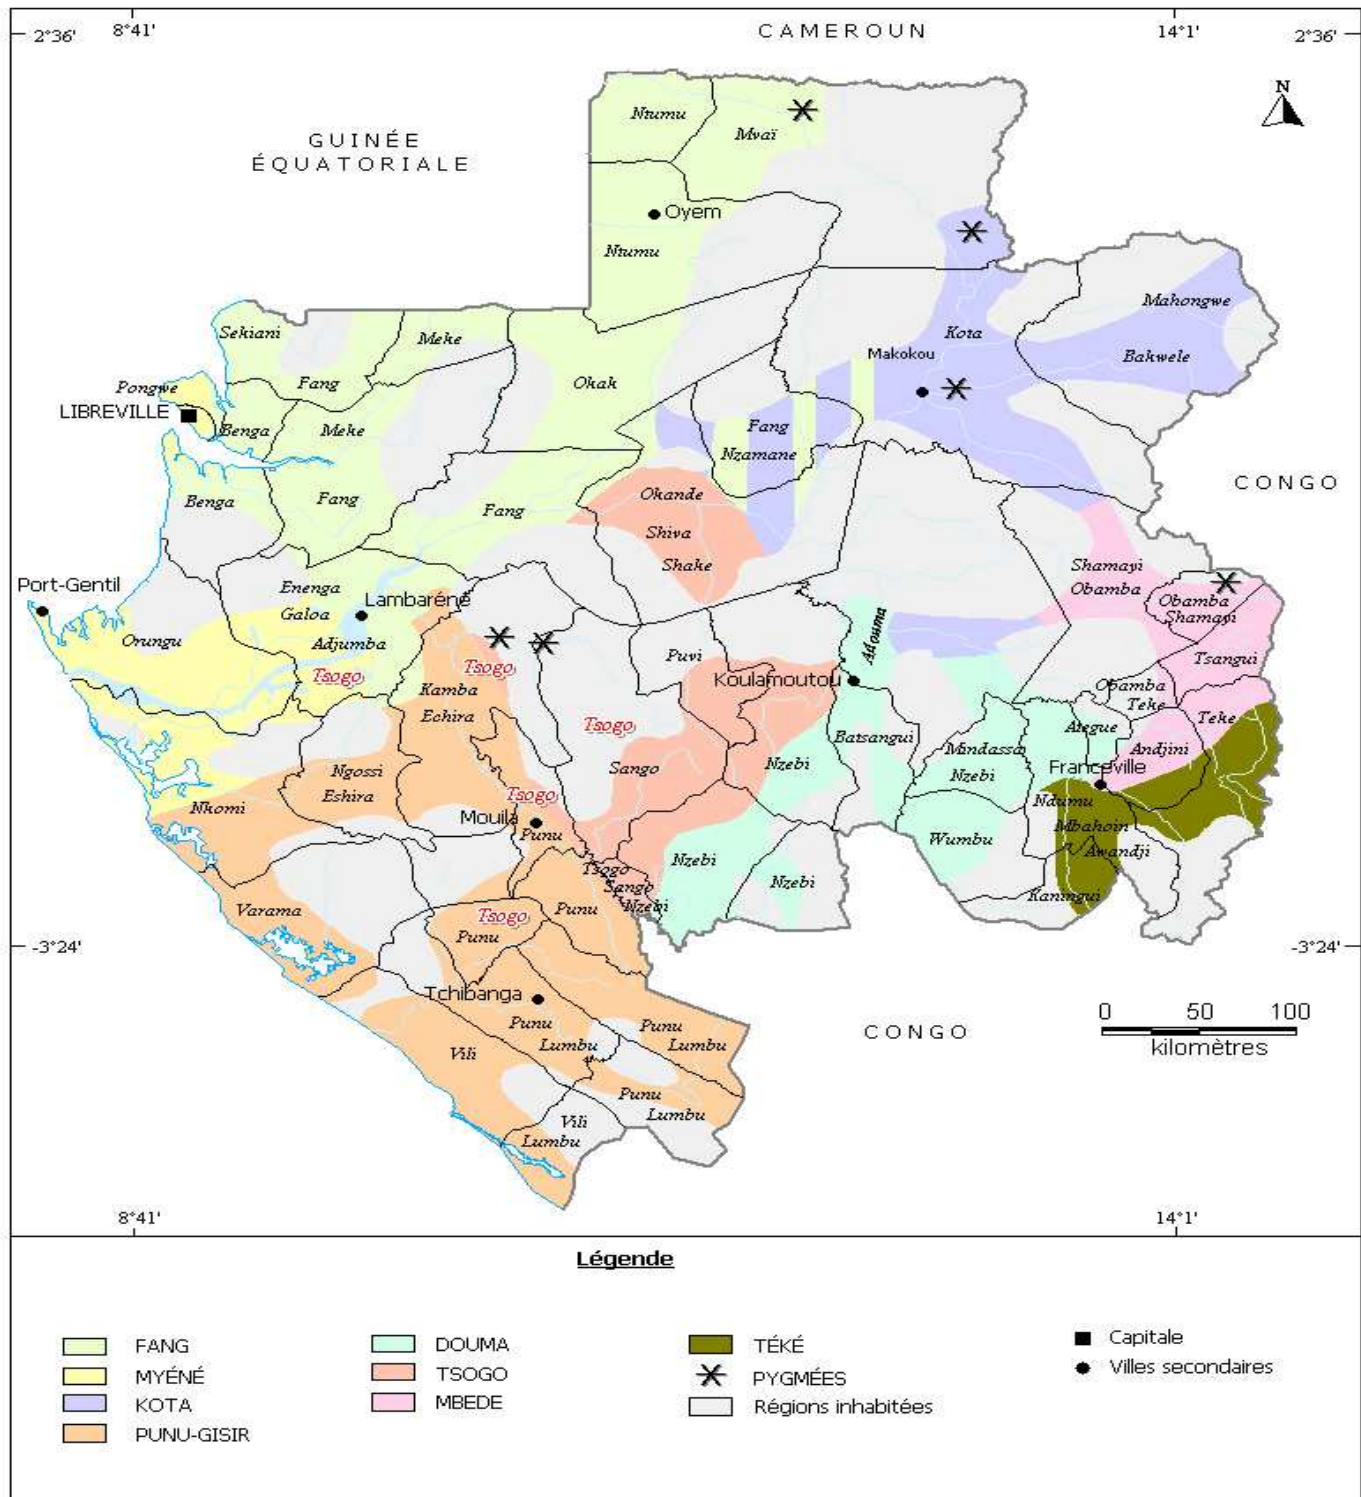 8°41'
CAMEROUN
14°1'
2°36'
2°36'
N
GUINÉE
ÉQUATORIALE
Ntumu
Mvaï
Oyem
Ntumu
Mahongwe
Sekiani
Meke
Kota
Makokou
Bakwele
Pongwe
Fang
Okak
LIBREVILLE
Benga
Meke
Fang
Nzamane
CONGO
Benga
Fang
Fang
Okande
Shiva
Shake
Shamayi
Obamba
Port-Gentil
Enenga
Galoa
Lambaréné
Adjumba
Orungu
Tsogo
Tsogo
Kamba
Echira
Puvi
Koulamoutou
Adouma
Obamba
Shamayi
Tsangui
Obamba
Teke
Teke
Tsogo
Sango
Nzebi
Batsangui
Mindassa
Nzebi
Ategue
Andjini
Franceville
Ngossi
Eshira
Nkomi
Tsogo
Mouila
Punu
Ndumu
Mbahoin
Awandji
Wumbu
Kaningui
Tsogo
Sango
Nzebi
Nzebi
Nzebi
Varama
Tsogo
Punu
Punu
-3°24'
-3°24'
Tchibanga
Punu
Lumbu
Punu
Lumbu
Vili
CONGO
0 50 100
kilomètres
Punu
Lumbu
Vili
Lumbu
8°41'
14°1'
Légende
FANG
MYÉNÉ
KOTA
PUNU-GISIR
DOUMA
TSOGO
MBEDE
TÉKÉ
PYGMÉES
Régions inhabitées
Capitale
Villes secondaires